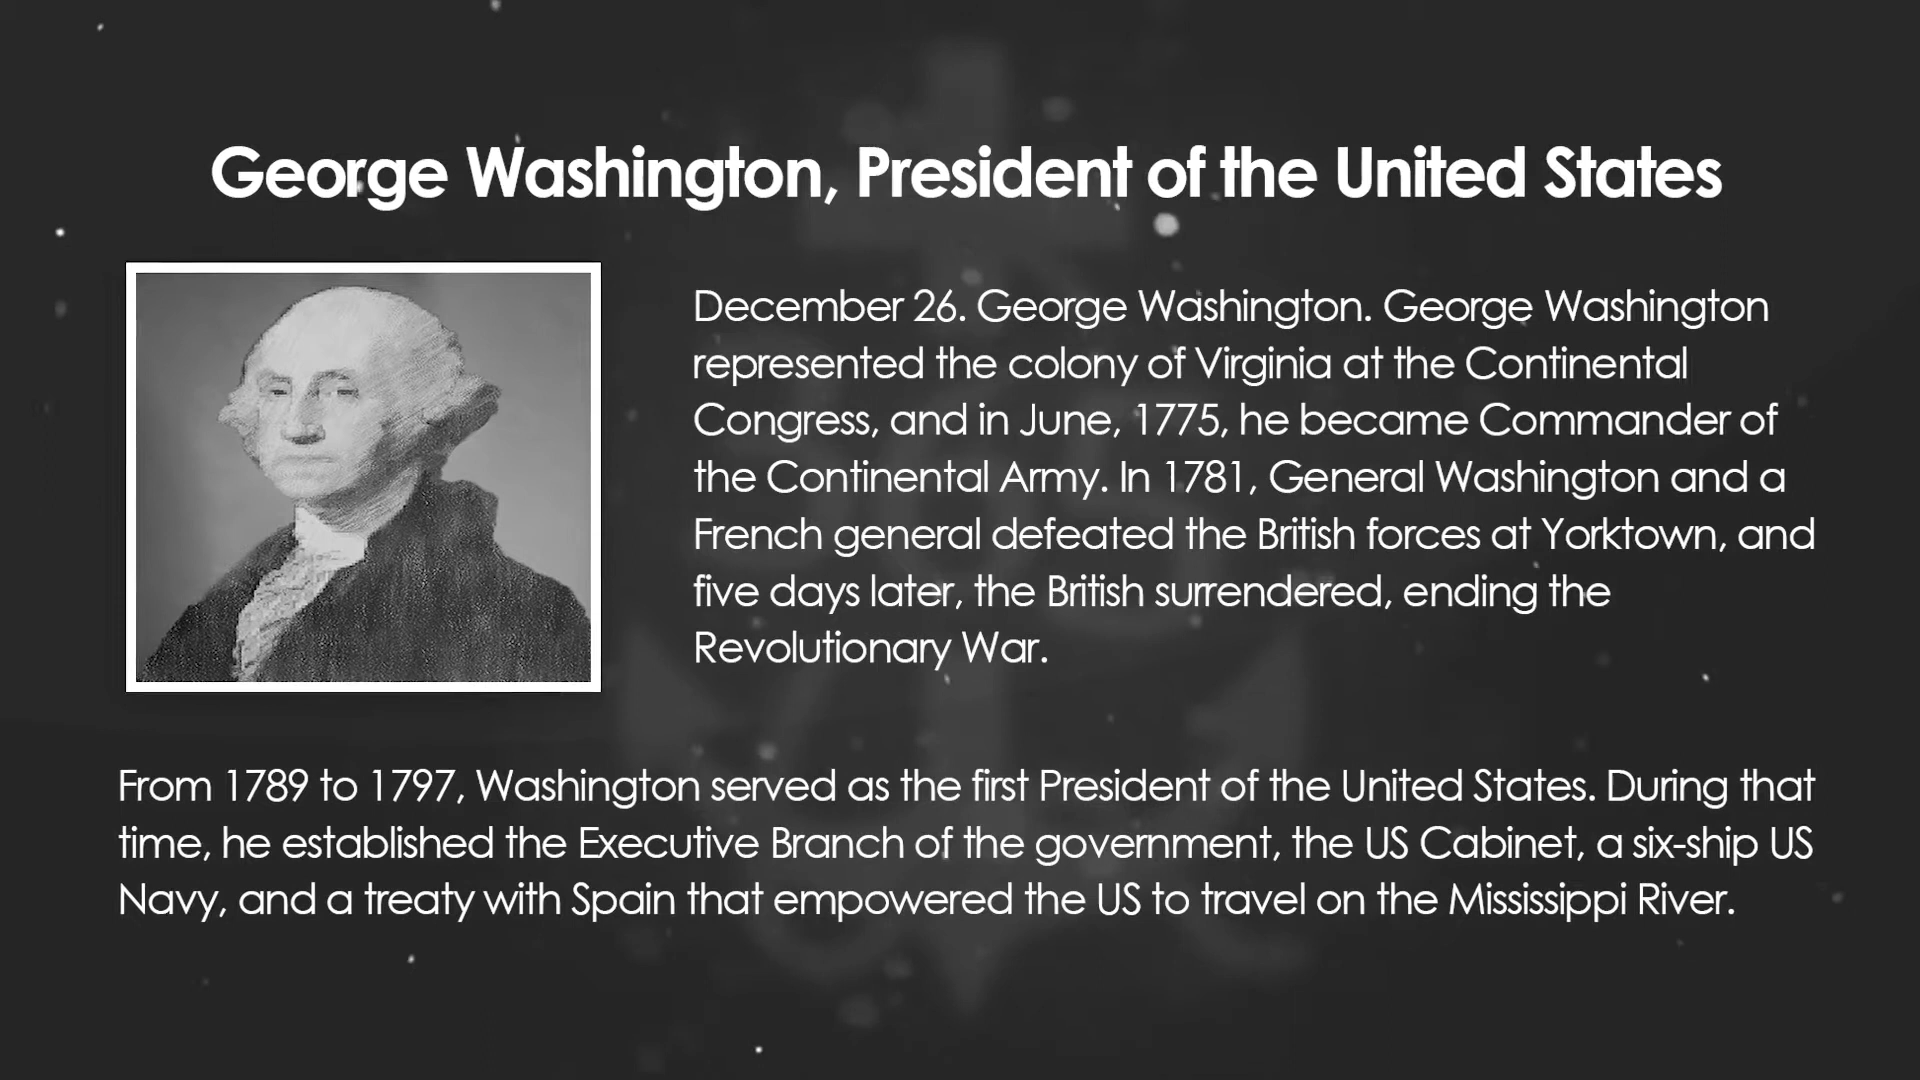 George Washington, President of the United States
December 26. George Washington. George Washington
represented the colony of Virginia at the Continental
Congress, and in June, 1775, he became Commander of
the Continental Army. In 1781, General Washington and a
French general defeated the British forces at Yorktown, and
five days later, the British surrendered, ending the
Revolutionary War.
From 1789 to 1797, Washington served as the first President of the United States. During that
time, he established the Executive Branch of the government, the US Cabinet, a six-ship US
Navy, and a treaty with Spain that empowered the US to travel on the Mississippi River.